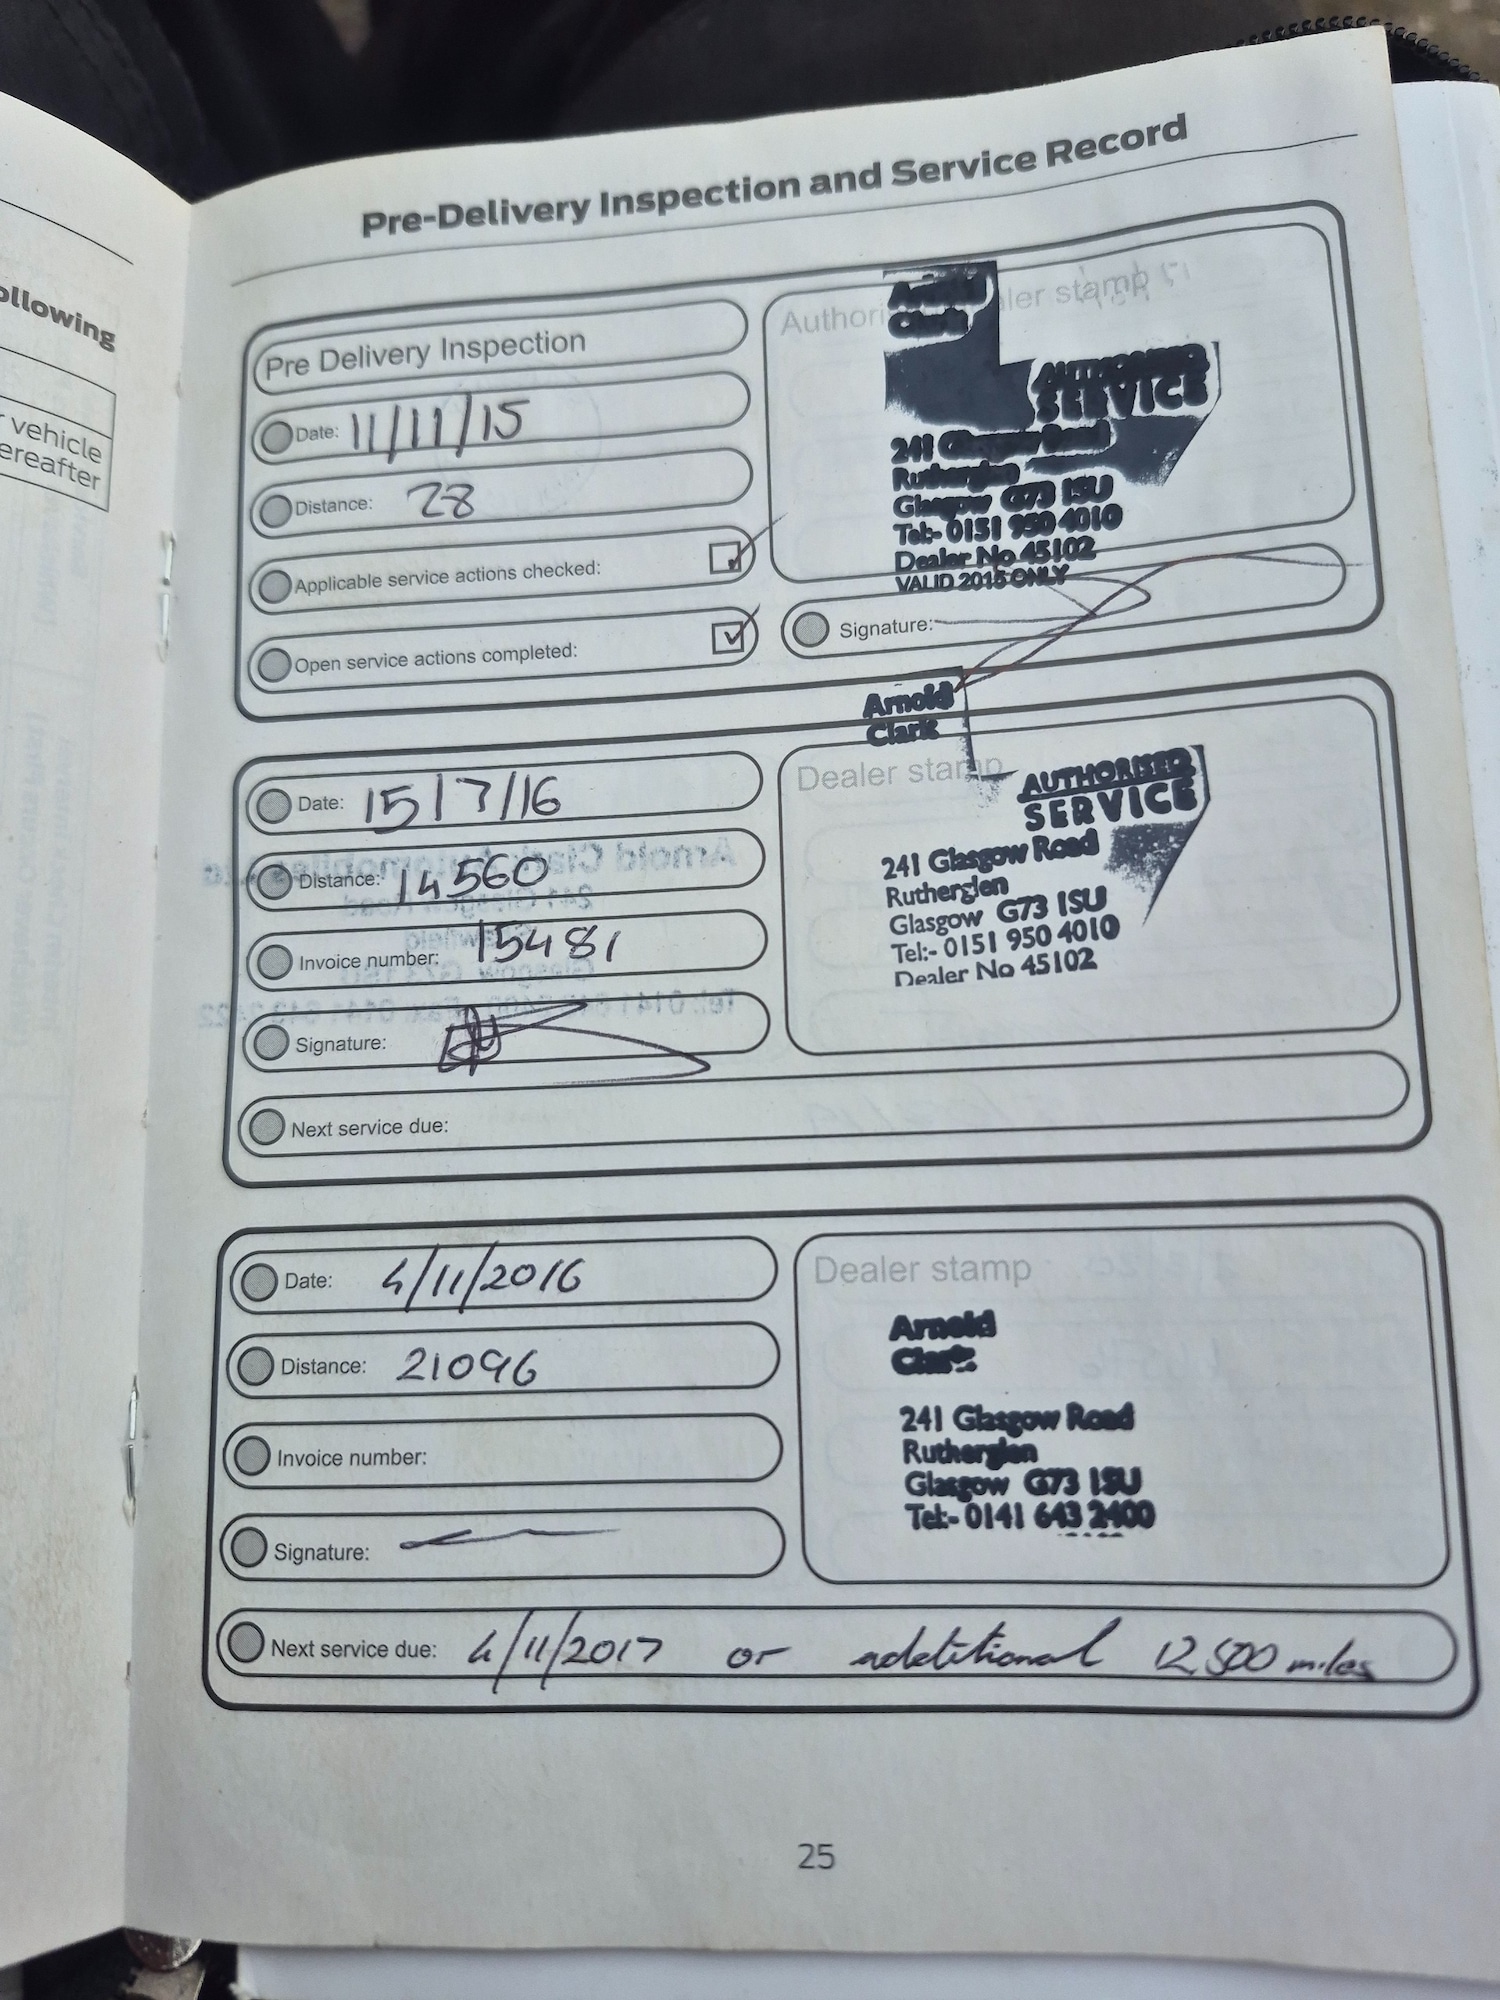 ollowing
vehicle
ereafter
Pre-Delivery Inspection and Service Record
Pre Delivery Inspection
Date: 11/11/15
Distance: 28
Applicable service actions checked:
Open service actions completed:
Arnold
Clark
AUTHORISED
SERVICE
241 Glasgow Road
Rutherglen
Glasgow G73 1SU
Tel:- 0151 950 4010
Dealer No 45102
VALID 2015 ONLY
Signature:
Date: 15/7/16
Distance: 14560
Invoice number: 15481
Signature:
Next service due:
Dealer stamp
Arnold
Clark
AUTHORISED
SERVICE
241 Glasgow Road
Rutherglen
Glasgow G73 1SU
Tel:- 0151 950 4010
Dealer No 45102
Date: 4/11/2016
Distance: 21096
Invoice number:
Signature:
Dealer stamp
Arnold
Clark
241 Glasgow Road
Rutherglen
Glasgow G73 1SU
Tel:- 0141 643 2400
Next service due: 4/11/2017 or additional 12,500 miles
25